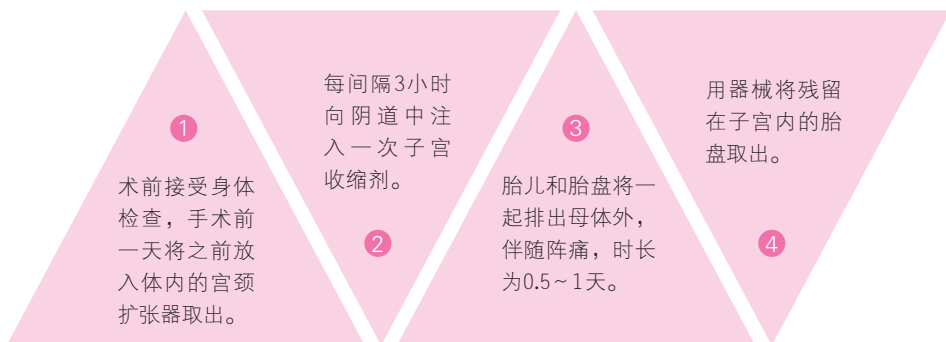 1
术前接受身体
检查，手术前
一天将之前放
入体内的宫颈
扩张器取出。
每间隔3小时
向阴道中注
入一次子宫
收缩剂。
2
3
胎儿和胎盘将一
起排出母体外，
伴随阵痛，时长
为0.5～1天。
用器械将残留
在子宫内的胎
盘取出。
4